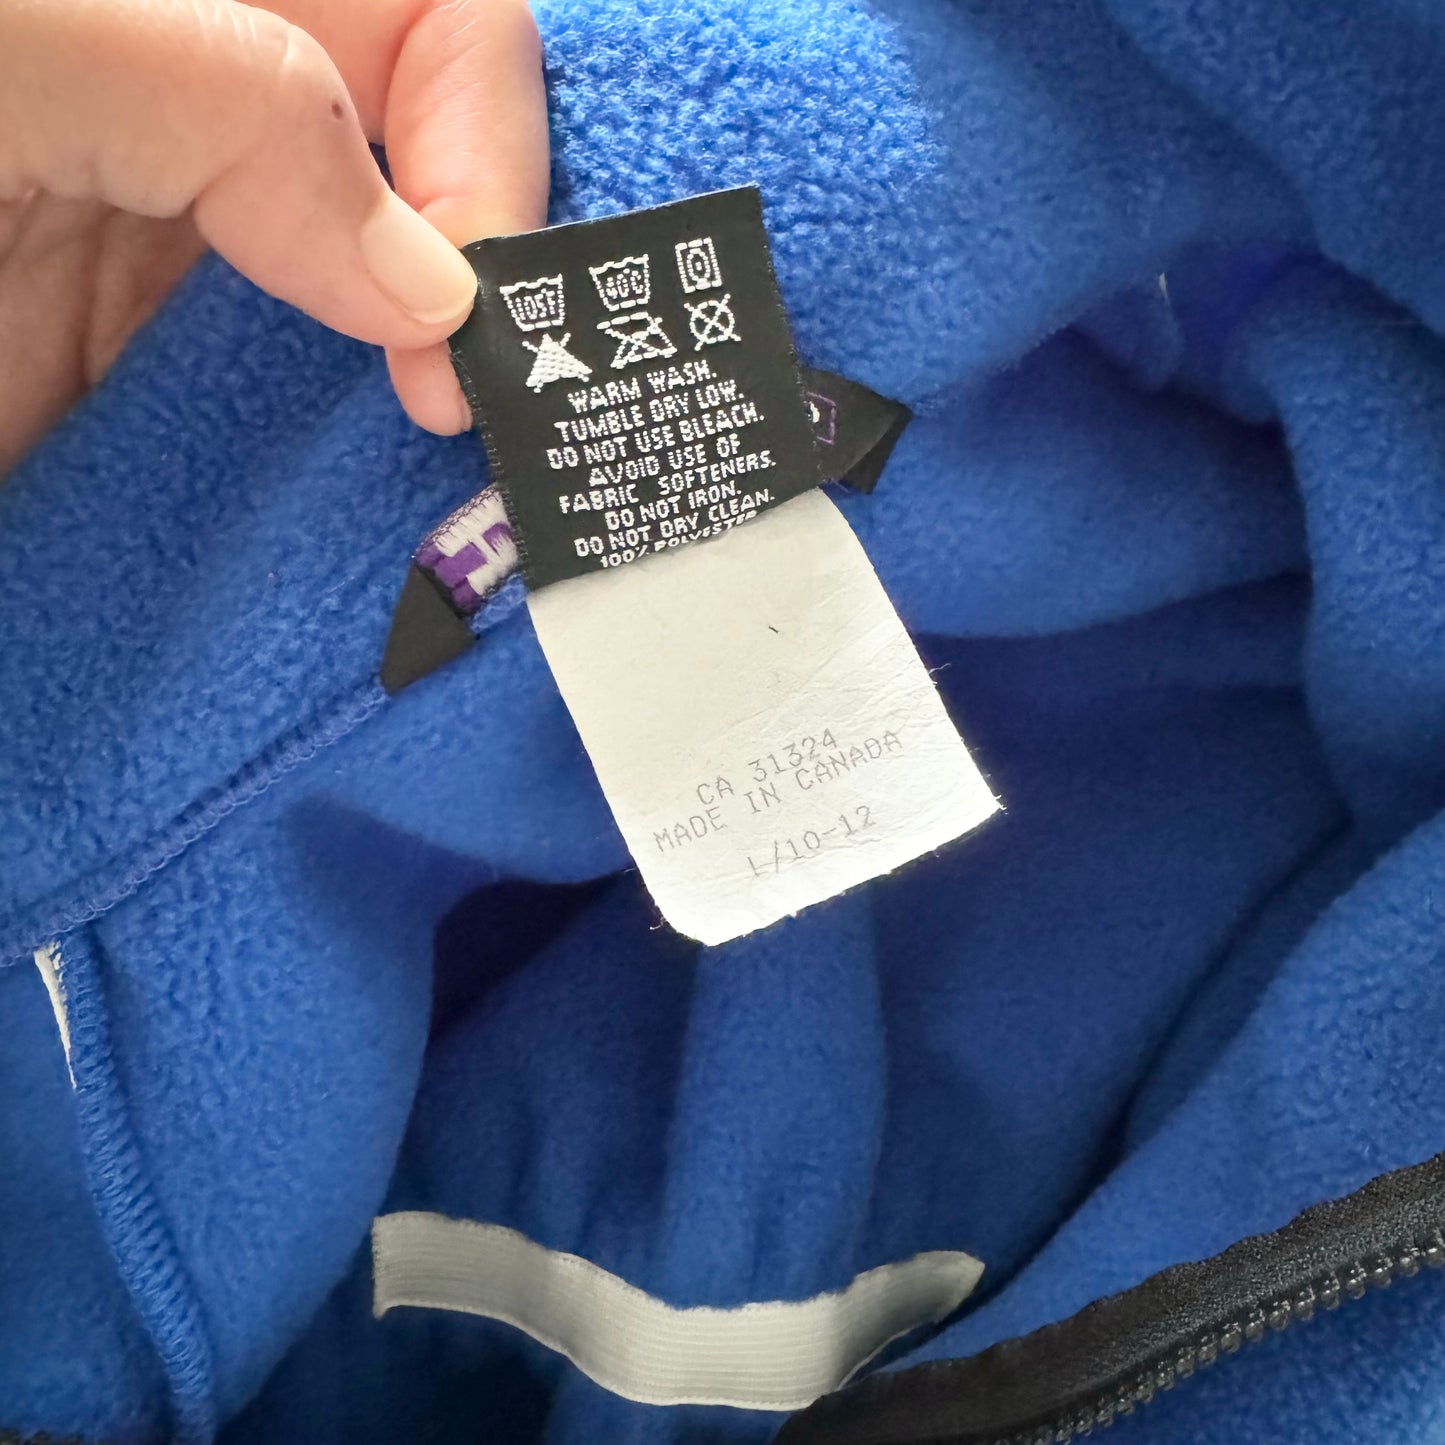 105F 40°C
WARM WASH.
TUMBLE DRY LOW.
DO NOT USE BLEACH.
AVOID USE OF
FABRIC SOFTENERS.
DO NOT IRON.
DO NOT DRY CLEAN.
100% POLYESTER
CA 31324
MADE IN CANADA
L/10-12